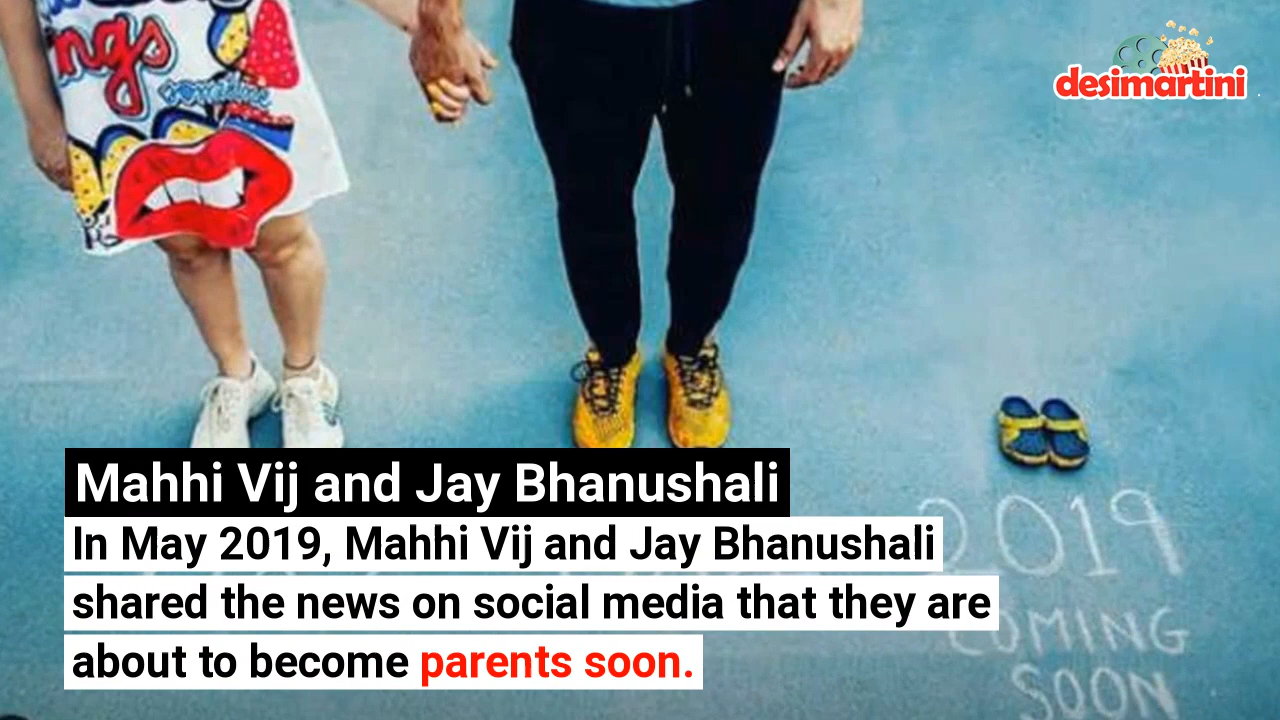 ngs
desimartini
Mahhi Vij and Jay Bhanushali
In May 2019, Mahhi Vij and Jay Bhanushali
shared the news on social media that they are
about to become parents soon.
2019
COMING
SOON